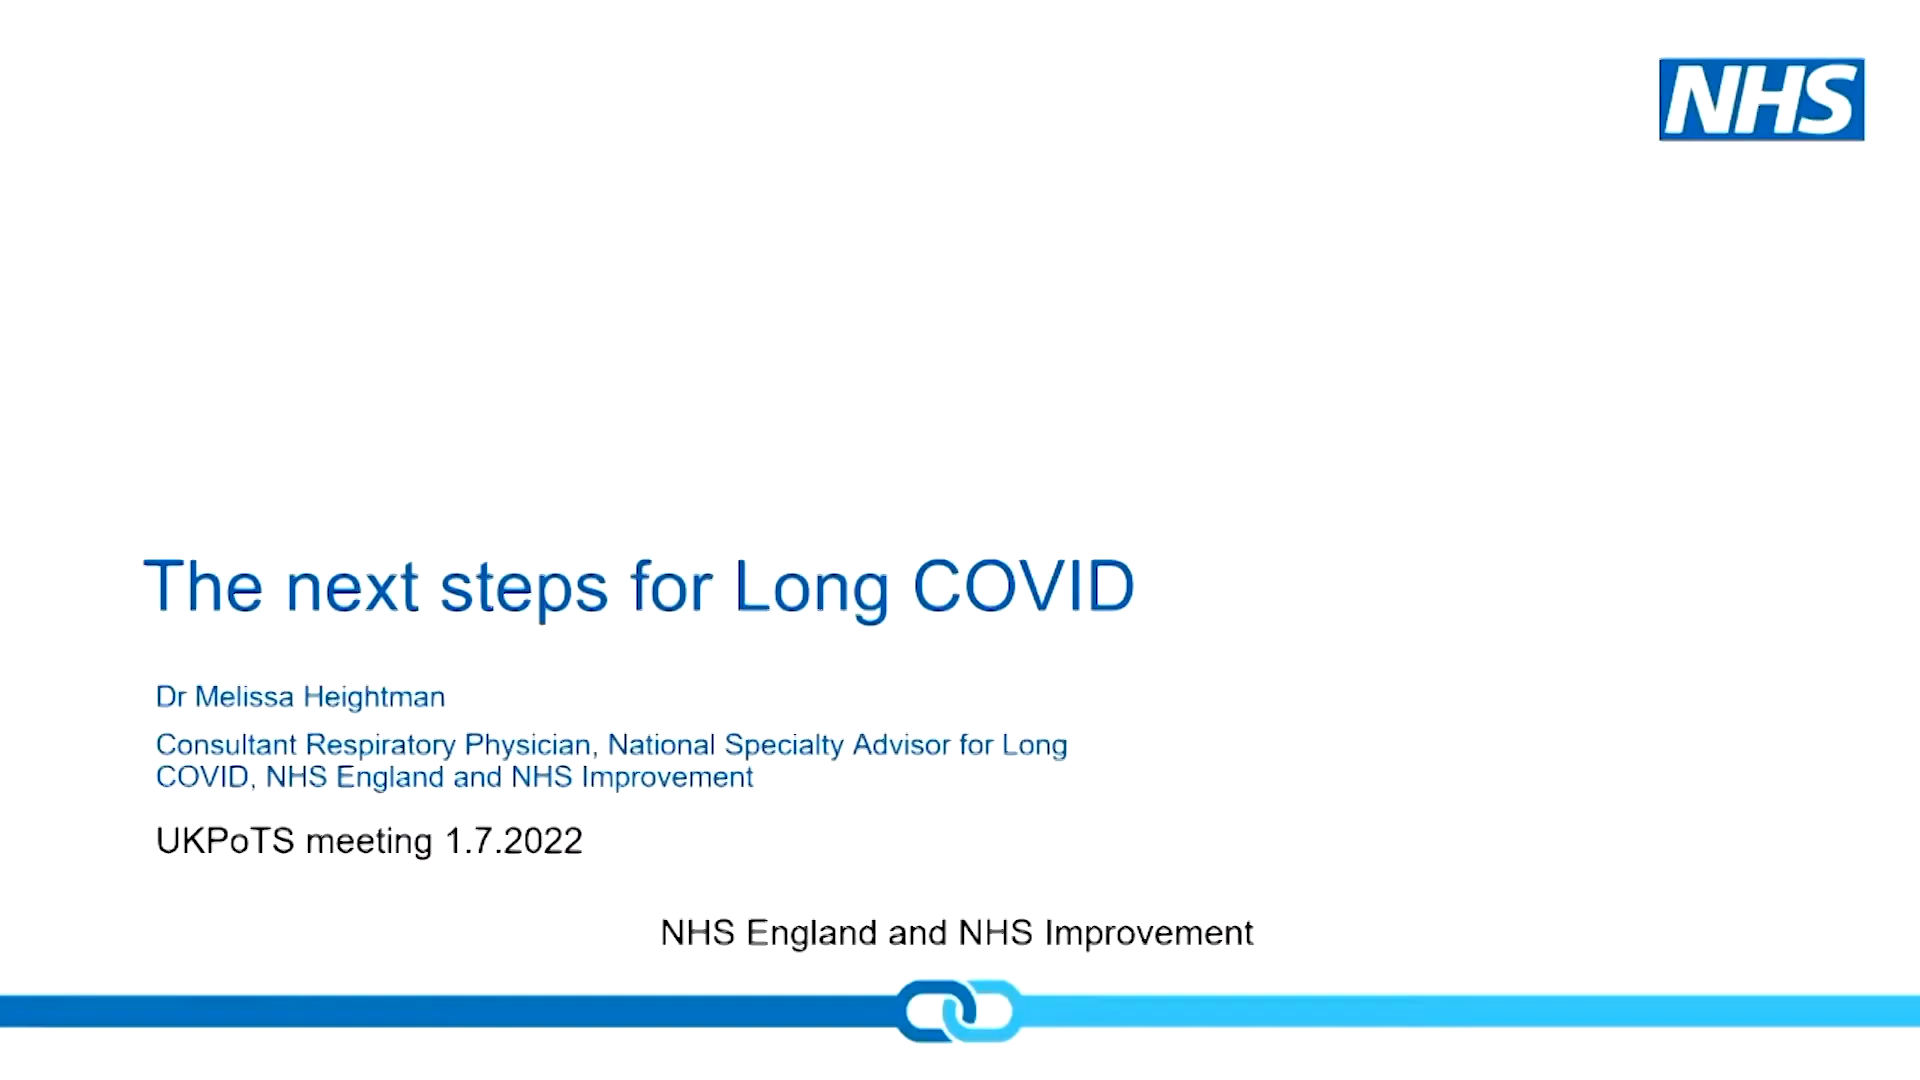 NHS
The next steps for Long COVID
Dr Melissa Heightman
Consultant Respiratory Physician, National Specialty Advisor for Long
COVID, NHS England and NHS Improvement
UKPoTS meeting 1.7.2022
NHS England and NHS Improvement